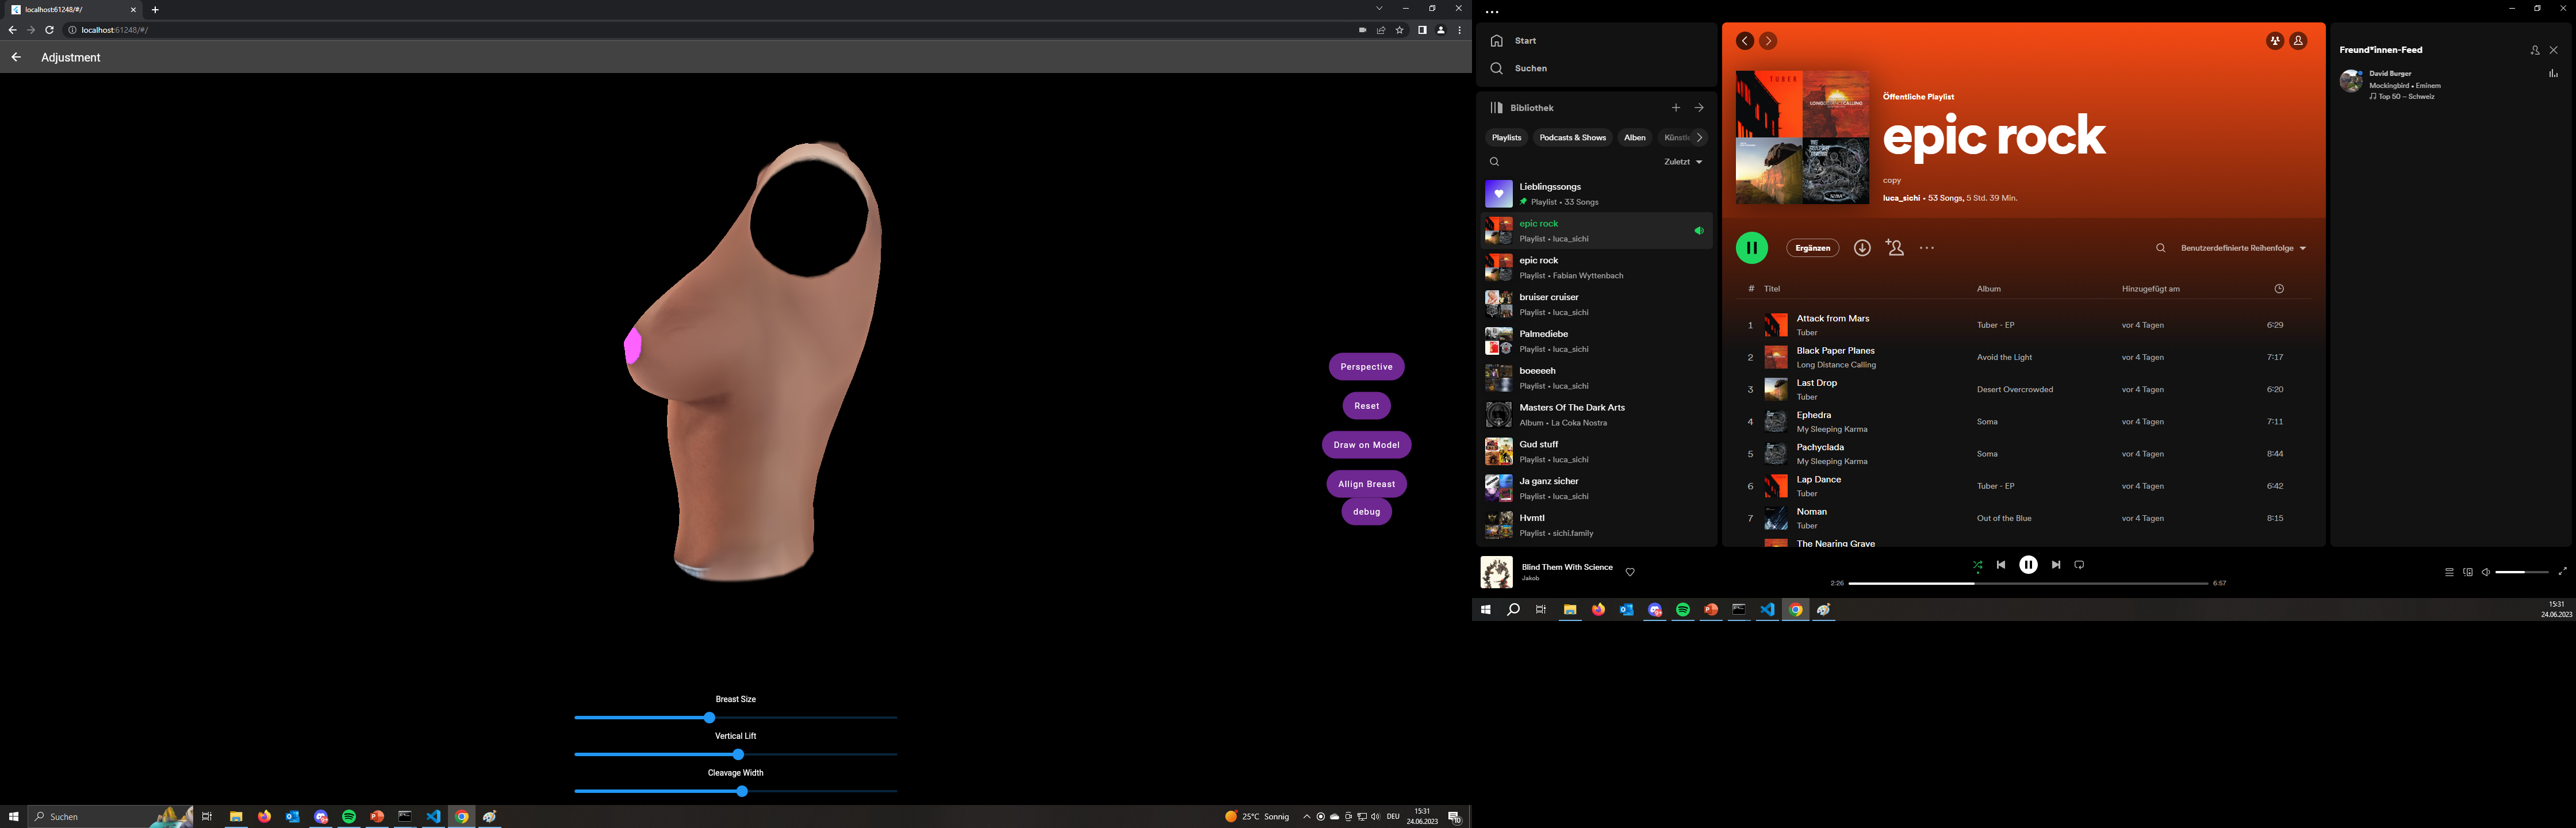 localhost:61248/#/
localhost:61248/#/
Adjustment
Perspective
Reset
Draw on Model
Allign Breast
debug
Breast Size
Vertical Lift
Cleavage Width
Suchen
25°C Sonnig
DEU
15:31
24.06.2023
10
Start
Suchen
Bibliothek
Playlists
Podcasts & Shows
Alben
Künstle
Zuletzt
Lieblingssongs
Playlist • 33 Songs
epic rock
Playlist • luca_sichi
epic rock
Playlist • Fabian Wyttenbach
bruiser cruiser
Playlist • luca_sichi
Palmediebe
Playlist • luca_sichi
boeeeeh
Playlist • luca_sichi
Masters Of The Dark Arts
Album • La Coka Nostra
Gud stuff
Playlist • luca_sichi
Ja ganz sicher
Playlist • luca_sichi
Hvmtl
Playlist • sichi.family
TUBER
LONG DISTANCE CALLING
Öffentliche Playlist
epic rock
copy
luca_sichi • 53 Songs, 5 Std. 39 Min.
Ergänzen
Benutzerdefinierte Reihenfolge
# Titel Album Hinzugefügt am
1 Attack from Mars Tuber - EP vor 4 Tagen 6:29
Tuber
2 Black Paper Planes Avoid the Light vor 4 Tagen 7:17
Long Distance Calling
3 Last Drop Desert Overcrowded vor 4 Tagen 6:20
Tuber
4 Ephedra Soma vor 4 Tagen 7:11
My Sleeping Karma
5 Pachyclada Soma vor 4 Tagen 8:44
My Sleeping Karma
6 Lap Dance Tuber - EP vor 4 Tagen 6:42
Tuber
7 Noman Out of the Blue vor 4 Tagen 8:15
Tuber
The Nearing Grave
Freund*innen-Feed
David Burger
Mockingbird • Eminem
Top 50 – Schweiz
Blind Them With Science
Jakob
2:26
6:57
15:31
24.06.2023